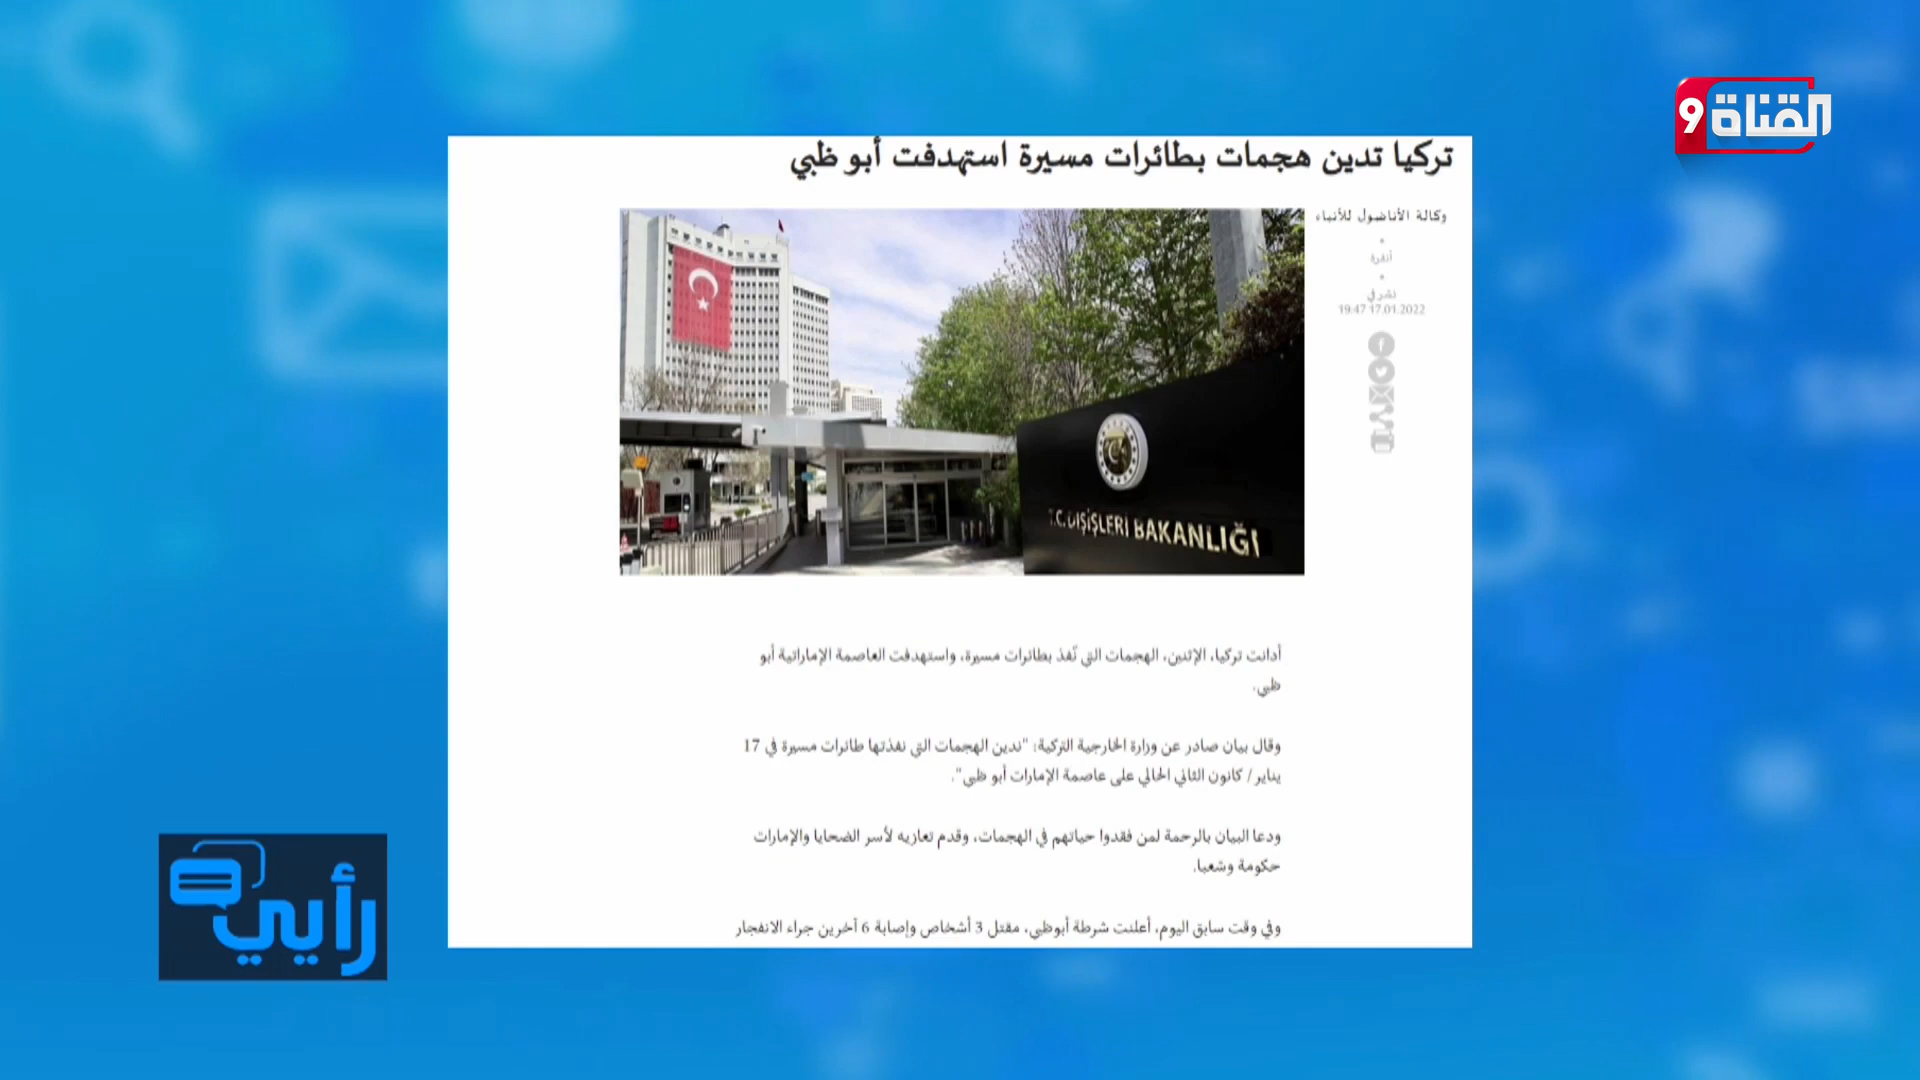 القناة 9
تركيا تدين هجمات بطائرات مسيرة استهدفت أبو ظبي
وكالة الأناضول للأنباء
أنقرة
نشر في
19:47 17.01.2022
T.C. DIŞİŞLERİ BAKANLIĞI
أدانت تركيا، الإثنين، الهجمات التي نُفذ بطائرات مسيرة، واستهدفت العاصمة الإماراتية أبو
ظبي.
وقال بيان صادر عن وزارة الخارجية التركية: "ندين الهجمات التي نفذتها طائرات مسيرة في 17
يناير/ كانون الثاني الحالي على عاصمة الإمارات أبو ظبي".
ودعا البيان بالرحمة لمن فقدوا حياتهم في الهجمات، وقدم تعازيه لأسر الضحايا والإمارات
حكومة وشعبا.
وفي وقت سابق اليوم، أعلنت شرطة أبوظبي، مقتل 3 أشخاص وإصابة 6 آخرين جراء الانفجار
رأيي